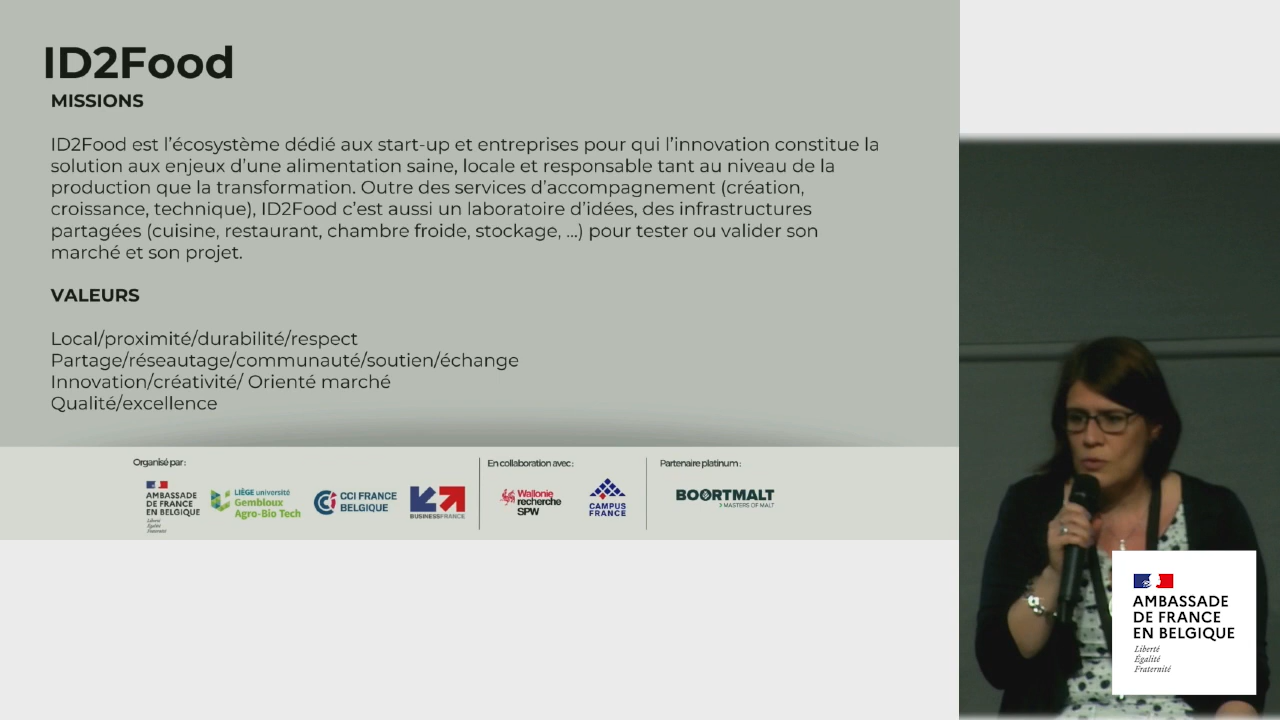 ID2Food
MISSIONS
ID2Food est l’écosystème dédié aux start-up et entreprises pour qui l’innovation constitue la
solution aux enjeux d’une alimentation saine, locale et responsable tant au niveau de la
production que la transformation. Outre des services d’accompagnement (création,
croissance, technique), ID2Food c’est aussi un laboratoire d’idées, des infrastructures
partagées (cuisine, restaurant, chambre froide, stockage, ...) pour tester ou valider son
marché et son projet.
VALEURS
Local/proximité/durabilité/respect
Partage/réseautage/communauté/soutien/échange
Innovation/créativité/ Orienté marché
Qualité/excellence
Organisé par :
AMBASSADE
DE FRANCE
EN BELGIQUE
Liberté
Égalité
Fraternité
LIÈGE université
Gembloux
Agro-Bio Tech
CCI FRANCE
BELGIQUE
BUSINESS FRANCE
En collaboration avec :
Wallonie
recherche
SPW
CAMPUS
FRANCE
Partenaire platinum :
BOORTMALT
MASTERS OF MALT
AMBASSADE
DE FRANCE
EN BELGIQUE
Liberté
Égalité
Fraternité